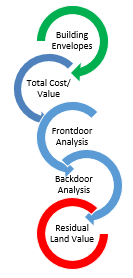 Building
Envelopes
Total Cost/
Value
Frontdoor
Analysis
Backdoor
Analysis
Residual
Land Value